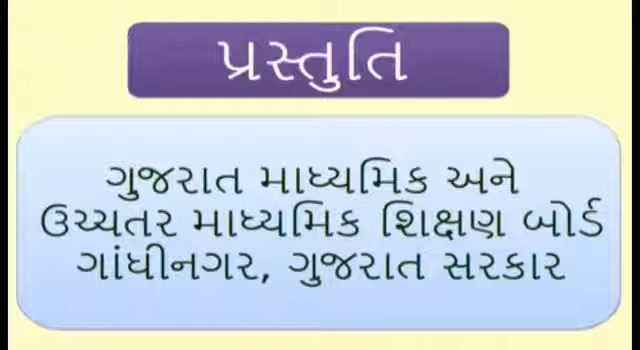 પ્રસ્તુતિ
ગુજરાત માધ્યમિક અને
ઉચ્ચતર માધ્યમિક શિક્ષણ બોર્ડ
ગાંધીનગર, ગુજરાત સરકાર